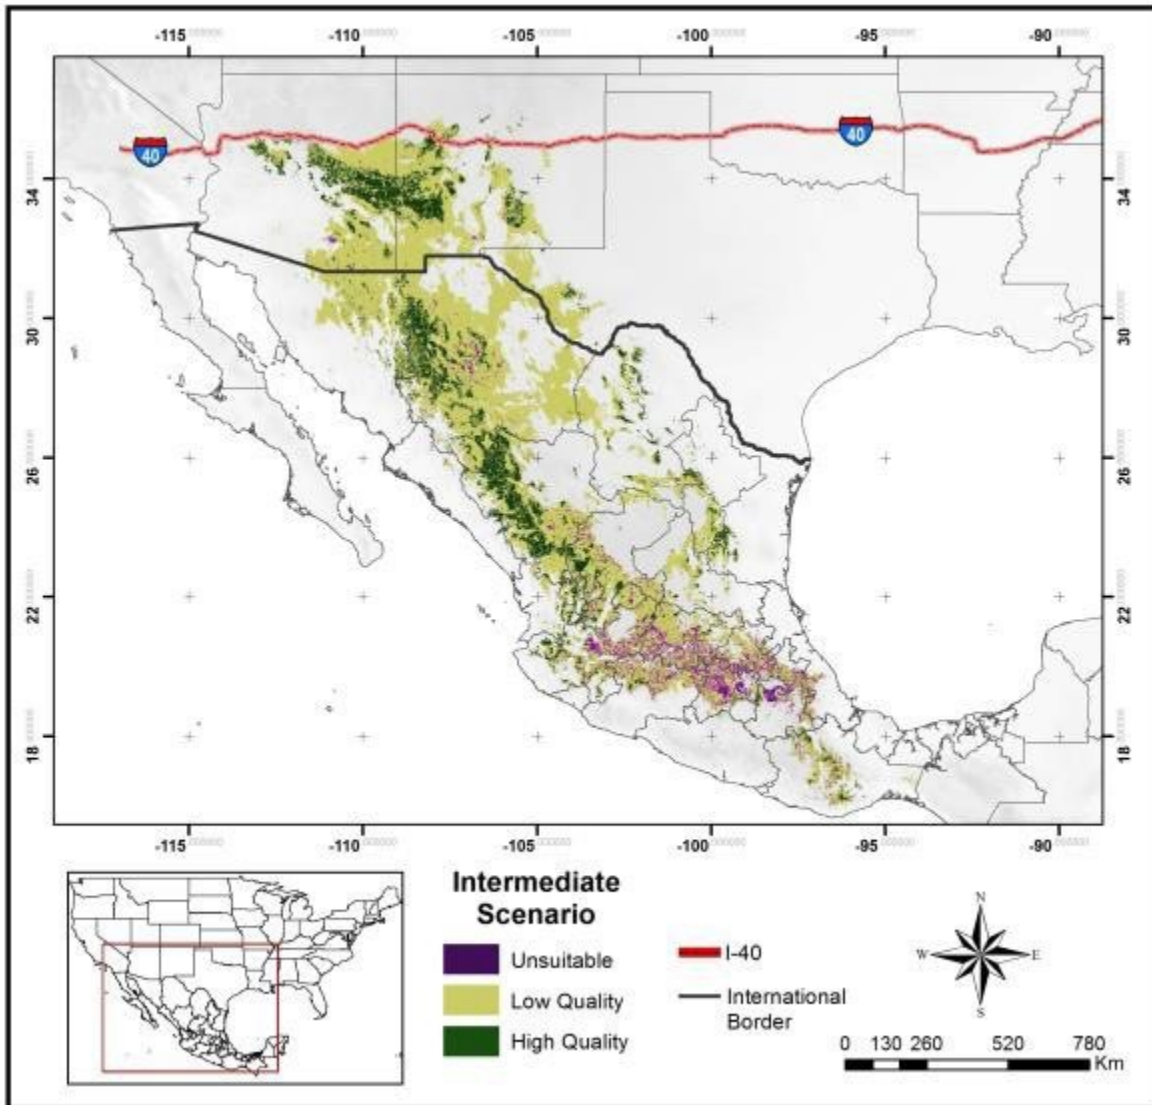 -115 -110 -105 -100 -95 -90
40
40
34 34
30 30
26 26
22 22
18 18
-115 -110 -105 -100 -95 -90
Intermediate
Scenario
Unsuitable
Low Quality
High Quality
I-40
International
Border
N
W E
S
0 130 260 520 780
Km